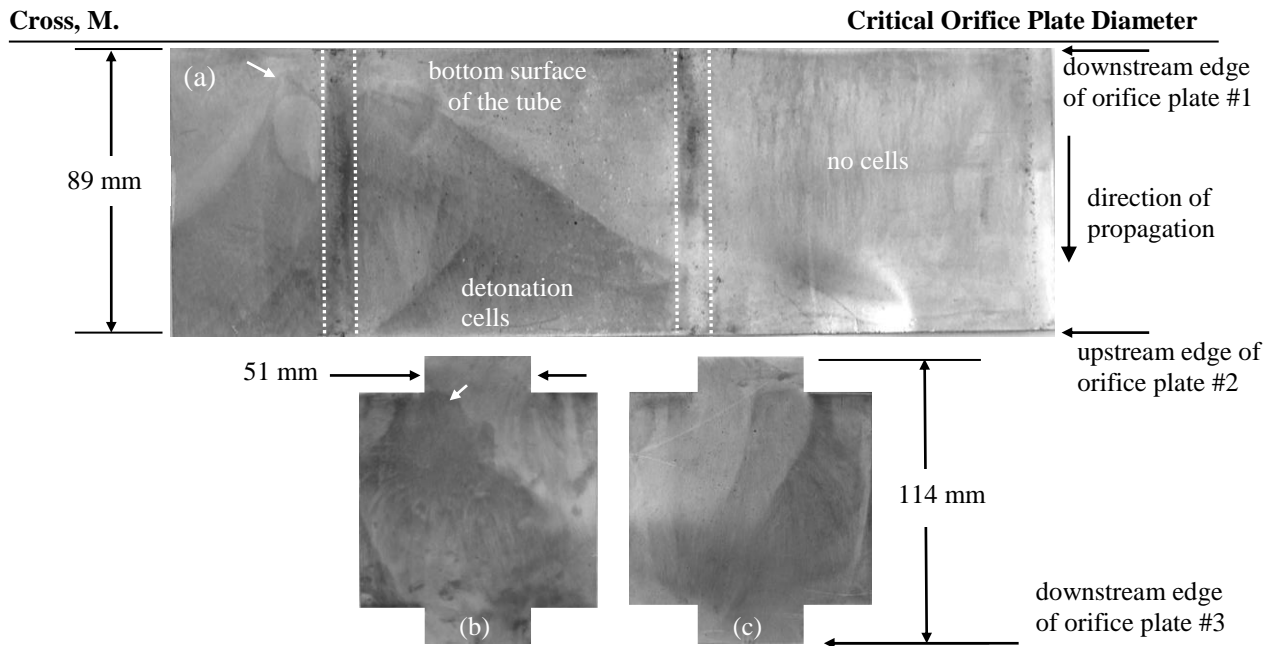 Cross, M.
Critical Orifice Plate Diameter
(a)
bottom surface
of the tube
downstream edge
of orifice plate #1
no cells
89 mm
direction of
propagation
detonation
cells
51 mm
upstream edge of
orifice plate #2
114 mm
downstream edge
of orifice plate #3
(b)
(c)